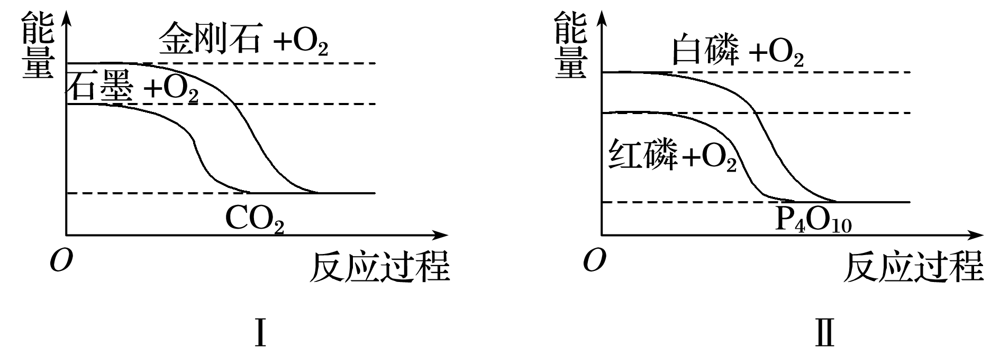 能量
金刚石+O₂
石墨+O₂
CO₂
O
反应过程
Ⅰ
能量
白磷+O₂
红磷+O₂
P₄O₁₀
O
反应过程
Ⅱ